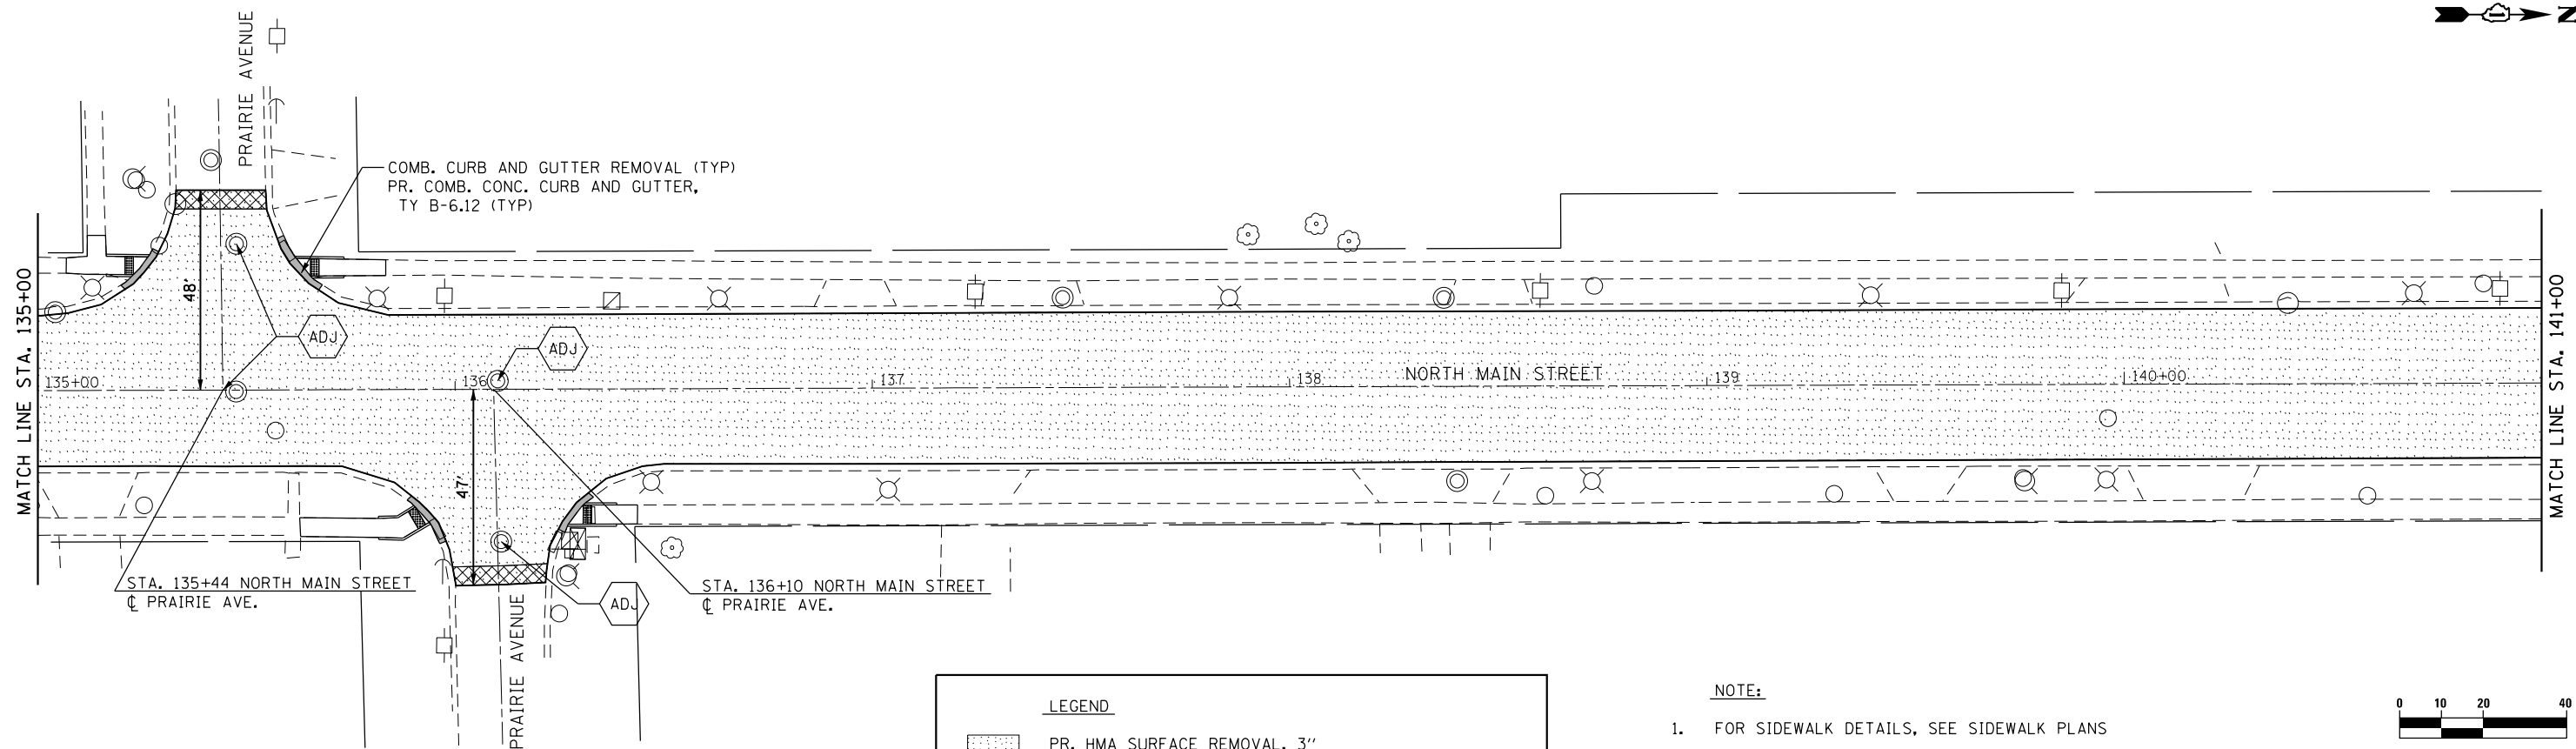 N
PRAIRIE AVENUE
COMB. CURB AND GUTTER REMOVAL (TYP)
PR. COMB. CONC. CURB AND GUTTER,
TY B-6.12 (TYP)
MATCH LINE STA. 135+00
48'
ADJ
ADJ
135+00
136
137
138
NORTH MAIN STREET
139
140+00
MATCH LINE STA. 141+00
47'
STA. 135+44 NORTH MAIN STREET
℄ PRAIRIE AVE.
STA. 136+10 NORTH MAIN STREET
℄ PRAIRIE AVE.
ADJ
PRAIRIE AVENUE
LEGEND
PR. HMA SURFACE REMOVAL, 3"
NOTE:
1. FOR SIDEWALK DETAILS, SEE SIDEWALK PLANS
0 10 20 40